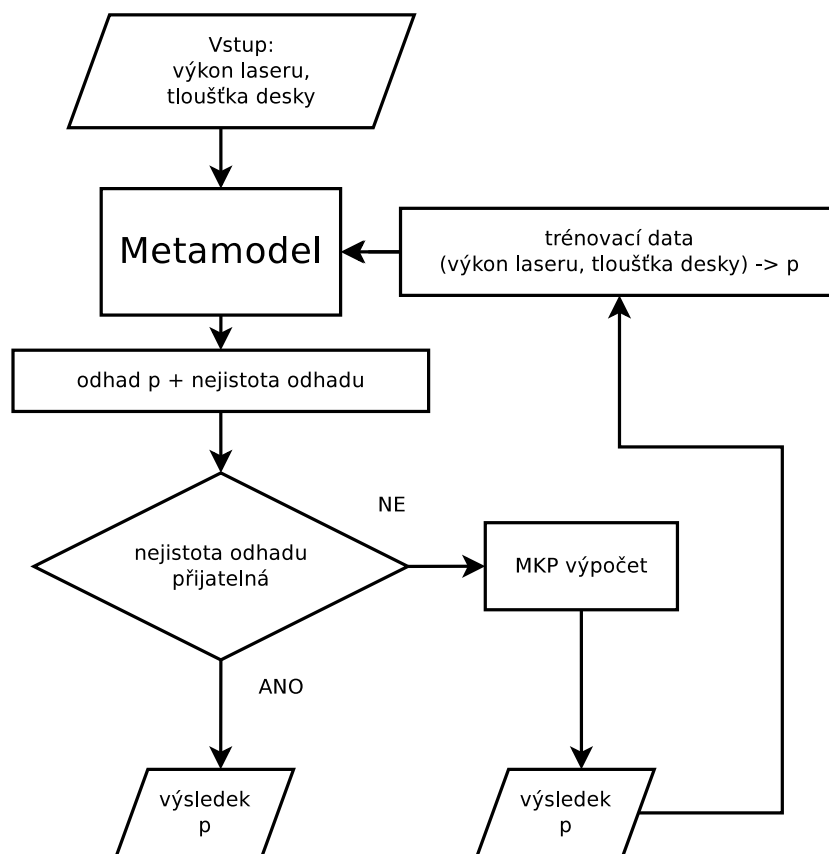 Vstup:
výkon laseru,
tloušťka desky
Metamodel
trénovací data
(výkon laseru, tloušťka desky) -> p
odhad p + nejistota odhadu
nejistota odhadu
přijatelná
NE
MKP výpočet
ANO
výsledek
p
výsledek
p